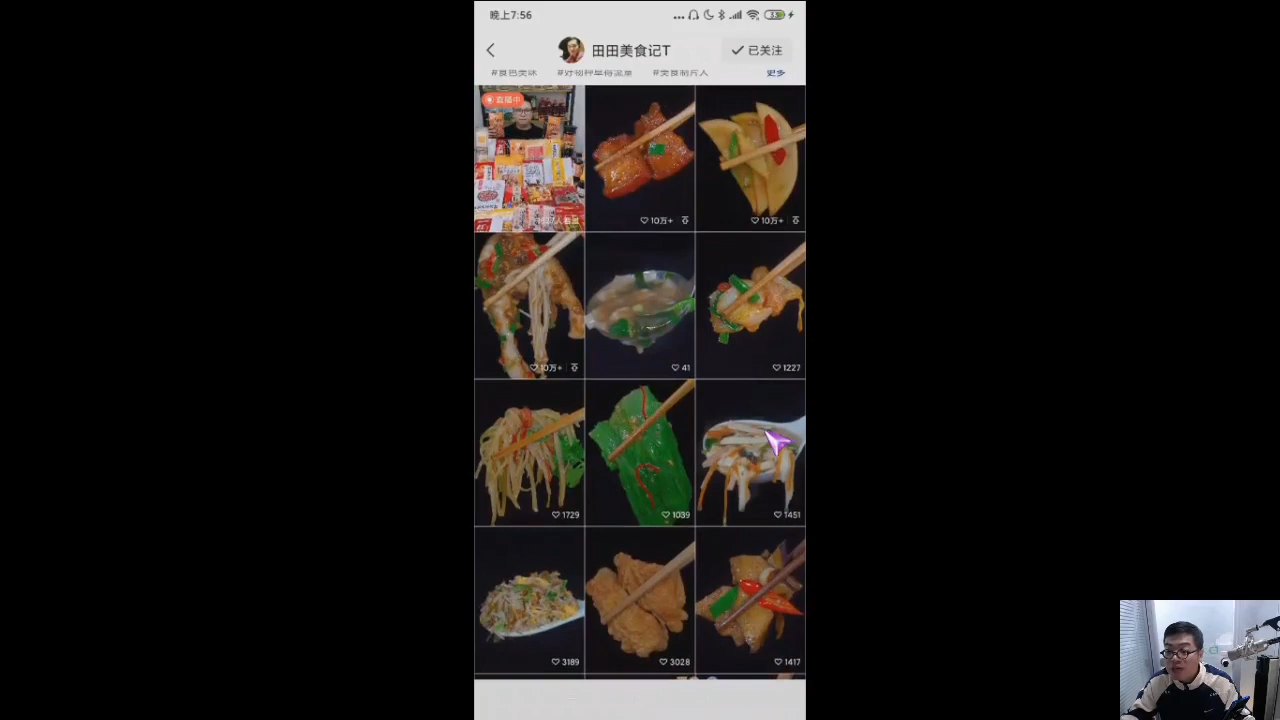 晚上7:56
33
田田美食记T
已关注
更多
直播中
10万+
10万+
10万+
41
1227
1729
1039
1451
3189
3028
1417